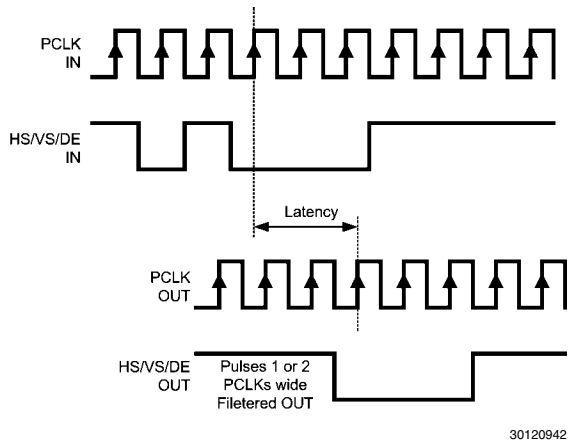 PCLK
IN
HS/VS/DE
IN
Latency
PCLK
OUT
HS/VS/DE
OUT
Pulses 1 or 2
PCLKs wide
Filetered OUT
30120942